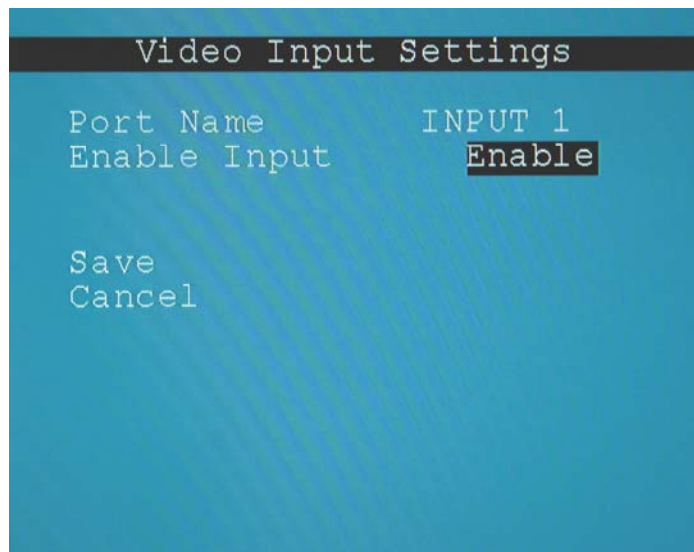 Video Input Settings
Port Name INPUT 1
Enable Input Enable
Save
Cancel